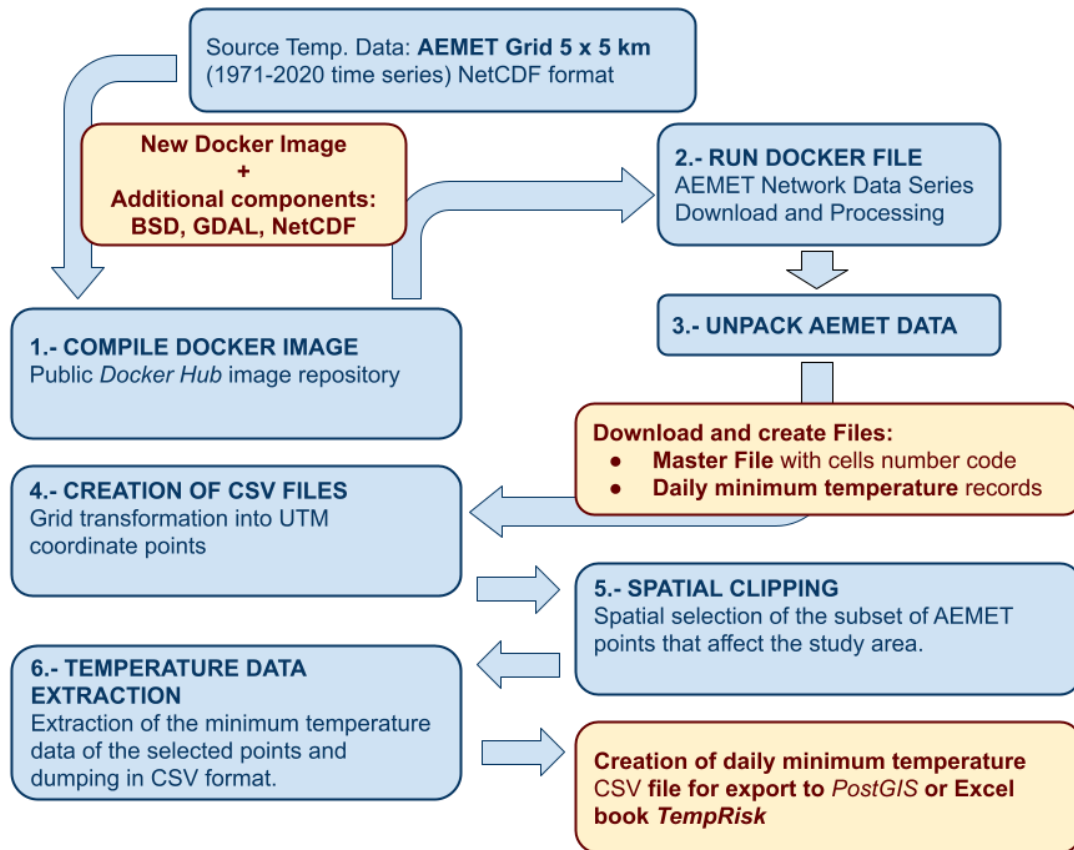 Source Temp. Data: AEMET Grid 5 x 5 km
(1971-2020 time series) NetCDF format
New Docker Image
+
Additional components:
BSD, GDAL, NetCDF
2.- RUN DOCKER FILE
AEMET Network Data Series
Download and Processing
1.- COMPILE DOCKER IMAGE
Public Docker Hub image repository
3.- UNPACK AEMET DATA
Download and create Files:
● Master File with cells number code
● Daily minimum temperature records
4.- CREATION OF CSV FILES
Grid transformation into UTM
coordinate points
5.- SPATIAL CLIPPING
Spatial selection of the subset of AEMET
points that affect the study area.
6.- TEMPERATURE DATA
EXTRACTION
Extraction of the minimum temperature
data of the selected points and
dumping in CSV format.
Creation of daily minimum temperature
CSV file for export to PostGIS or Excel
book TempRisk